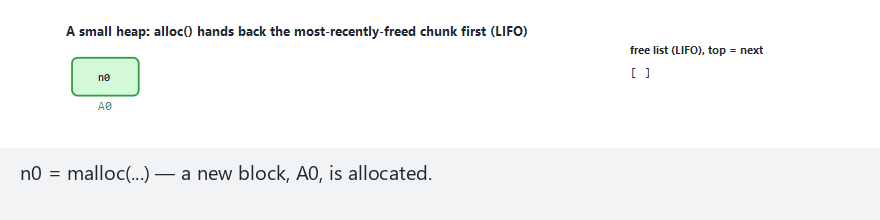 A small heap: alloc() hands back the most-recently-freed chunk first (LIFO)
free list (LIFO), top = next
[ ]
n0
A0
n0 = malloc(...) — a new block, A0, is allocated.